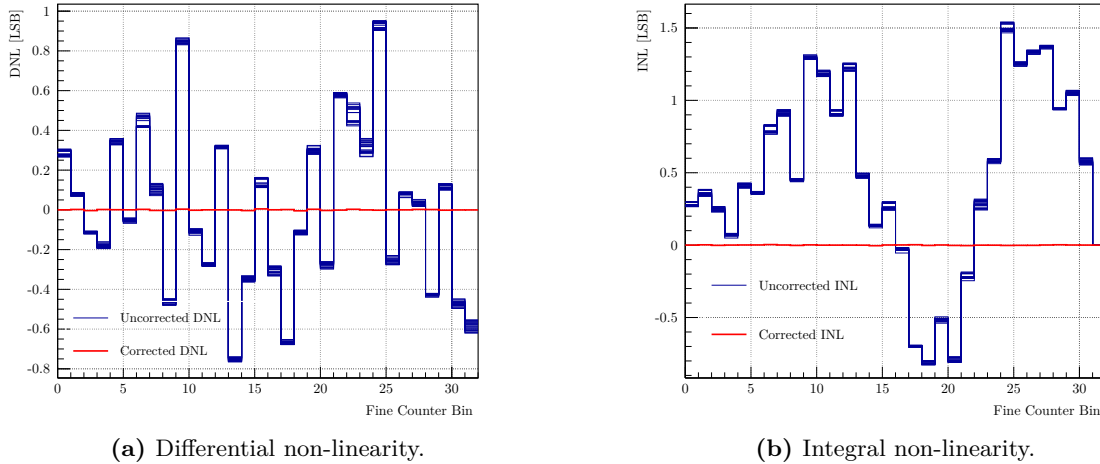 DNL [LSB]
1
0.8
0.6
0.4
0.2
0
-0.2
-0.4
-0.6
-0.8
Uncorrected DNL
Corrected DNL
0 5 10 15 20 25 30
Fine Counter Bin
(a) Differential non-linearity.
INL [LSB]
1.5
1
0.5
0
-0.5
Uncorrected INL
Corrected INL
0 5 10 15 20 25 30
Fine Counter Bin
(b) Integral non-linearity.